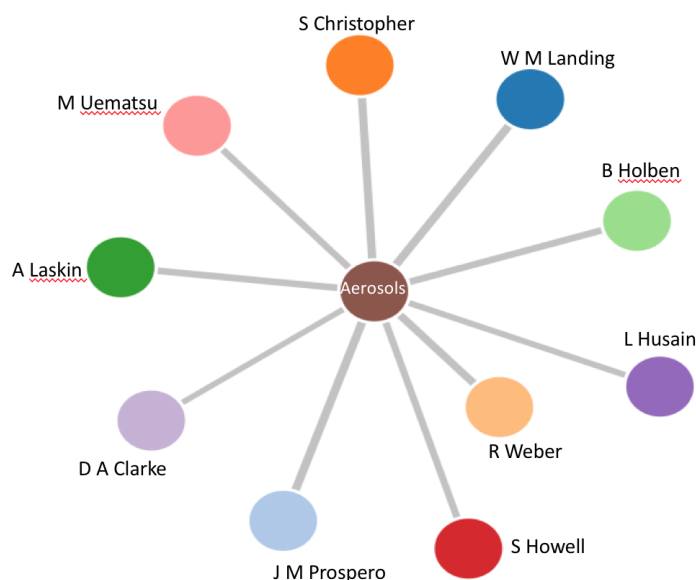 S Christopher
W M Landing
M Uematsu
B Holben
A Laskin
Aerosols
L Husain
R Weber
D A Clarke
S Howell
J M Prospero